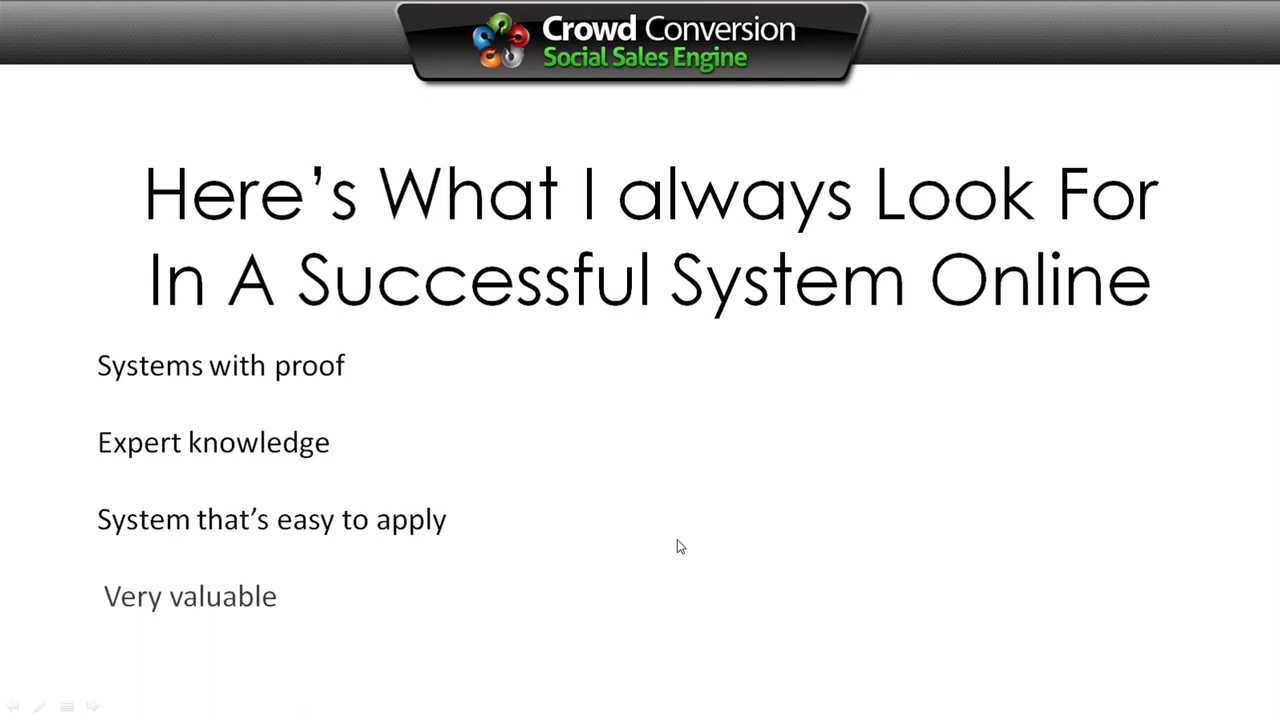 Crowd Conversion
Social Sales Engine
Here’s What I always Look For
In A Successful System Online
Systems with proof
Expert knowledge
System that’s easy to apply
Very valuable